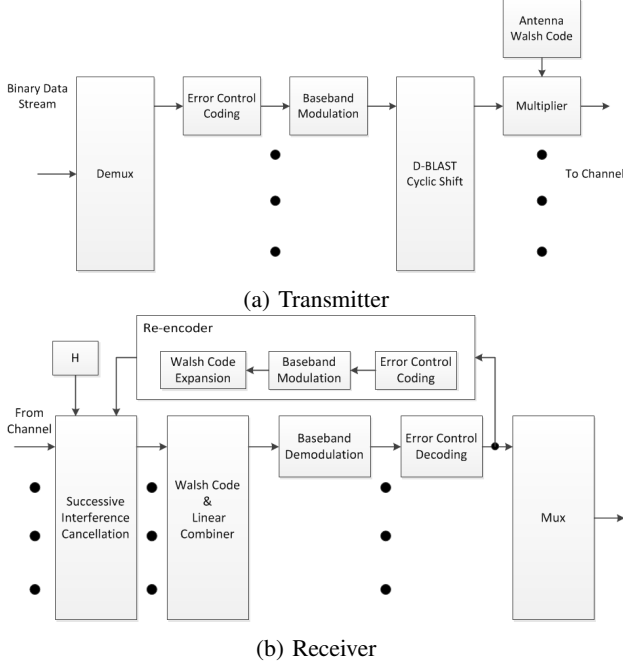 Antenna
Walsh Code
Binary Data
Stream
Error Control
Coding
Baseband
Modulation
Multiplier
Demux
D-BLAST
Cyclic Shift
To Channel
(a) Transmitter
Re-encoder
H
Walsh Code
Expansion
Baseband
Modulation
Error Control
Coding
From
Channel
Baseband
Demodulation
Error Control
Decoding
Successive
Interference
Cancellation
Walsh Code
&
Linear
Combiner
Mux
(b) Receiver